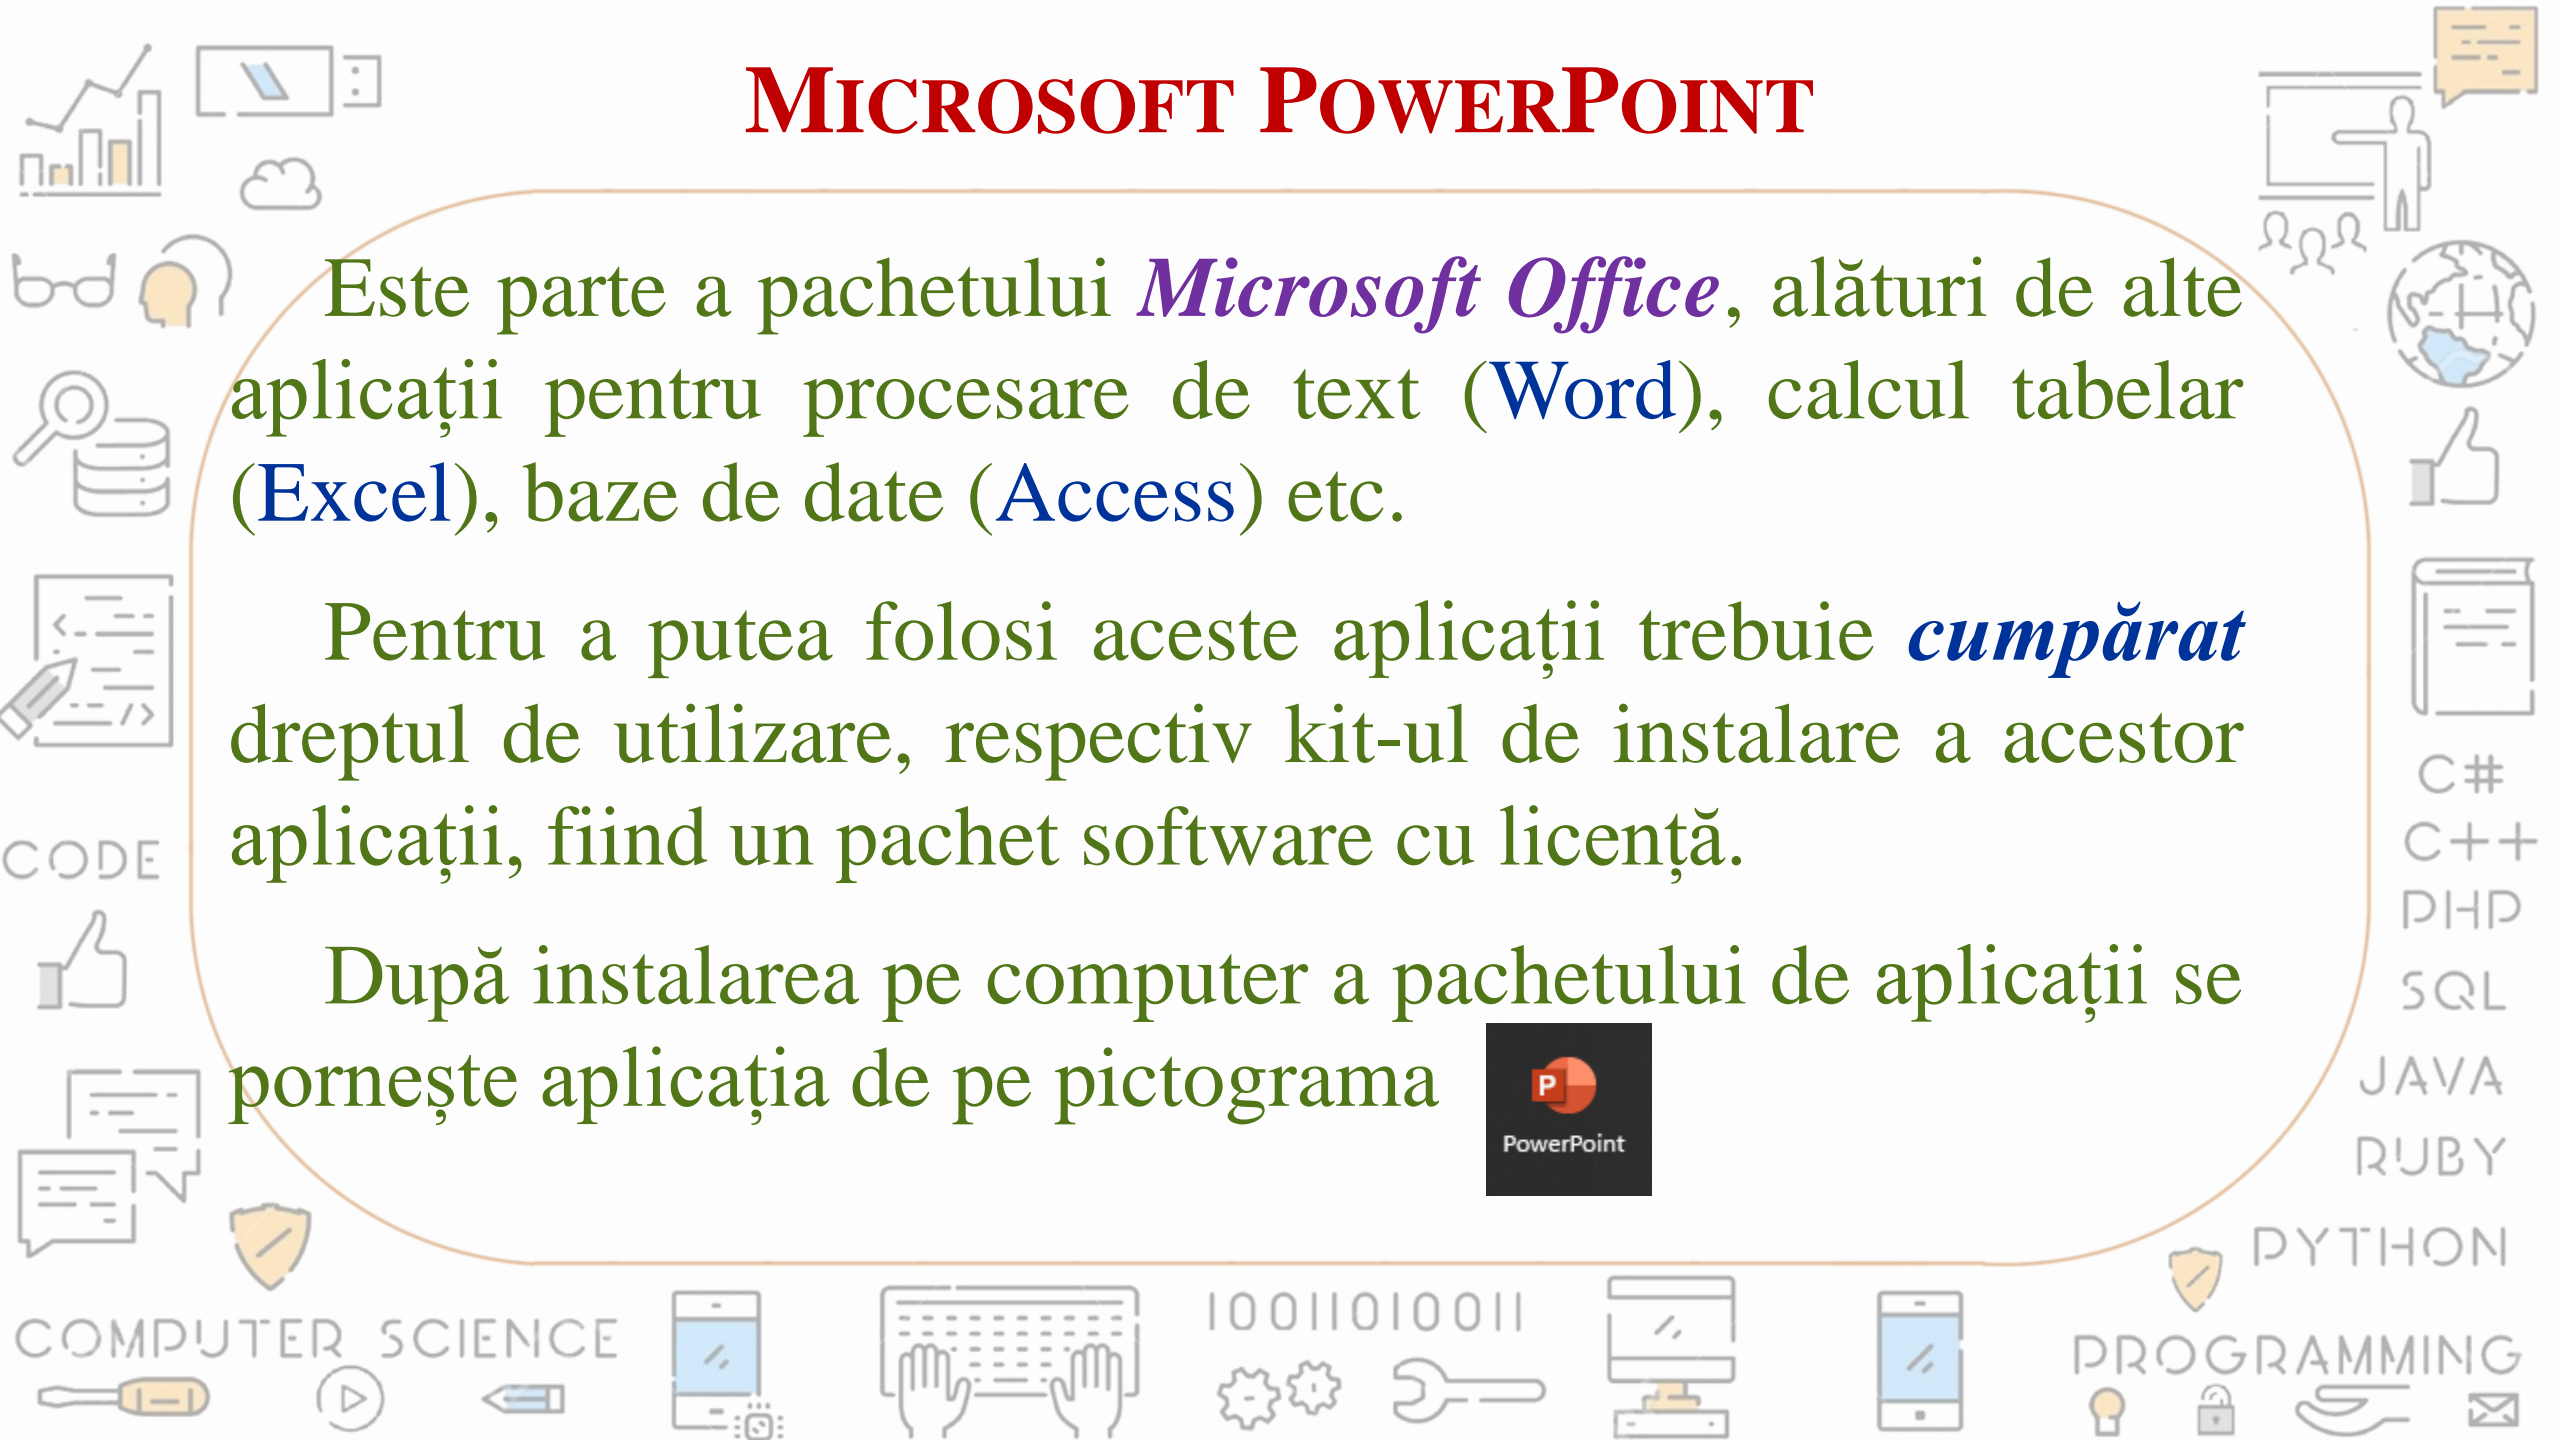 MICROSOFT POWERPOINT
Este parte a pachetului Microsoft Office, alături de alte
aplicații pentru procesare de text (Word), calcul tabelar
(Excel), baze de date (Access) etc.
Pentru a putea folosi aceste aplicații trebuie cumpărat
dreptul de utilizare, respectiv kit-ul de instalare a acestor
aplicații, fiind un pachet software cu licență.
După instalarea pe computer a pachetului de aplicații se
pornește aplicația de pe pictograma
P
PowerPoint
CODE
C#
C++
PHP
SQL
JAVA
RUBY
PYTHON
PROGRAMMING
COMPUTER SCIENCE
10011010011